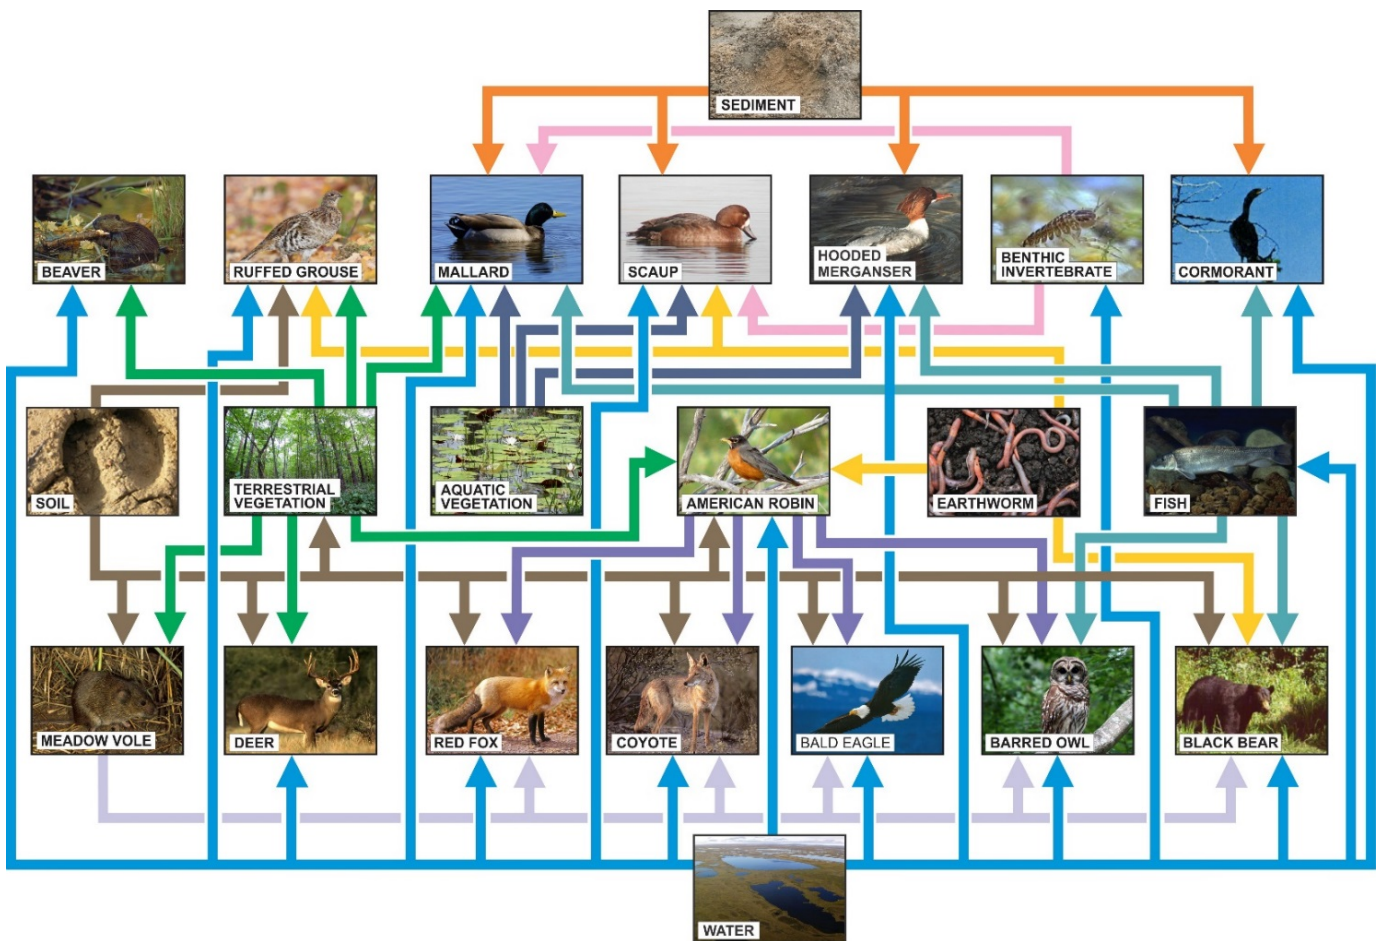 SEDIMENT
BEAVER
RUFFED GROUSE
MALLARD
SCAUP
HOODED
MERGANSER
BENTHIC
INVERTEBRATE
CORMORANT
SOIL
TERRESTRIAL
VEGETATION
AQUATIC
VEGETATION
AMERICAN ROBIN
EARTHWORM
FISH
MEADOW VOLE
DEER
RED FOX
COYOTE
BALD EAGLE
BARRED OWL
BLACK BEAR
WATER